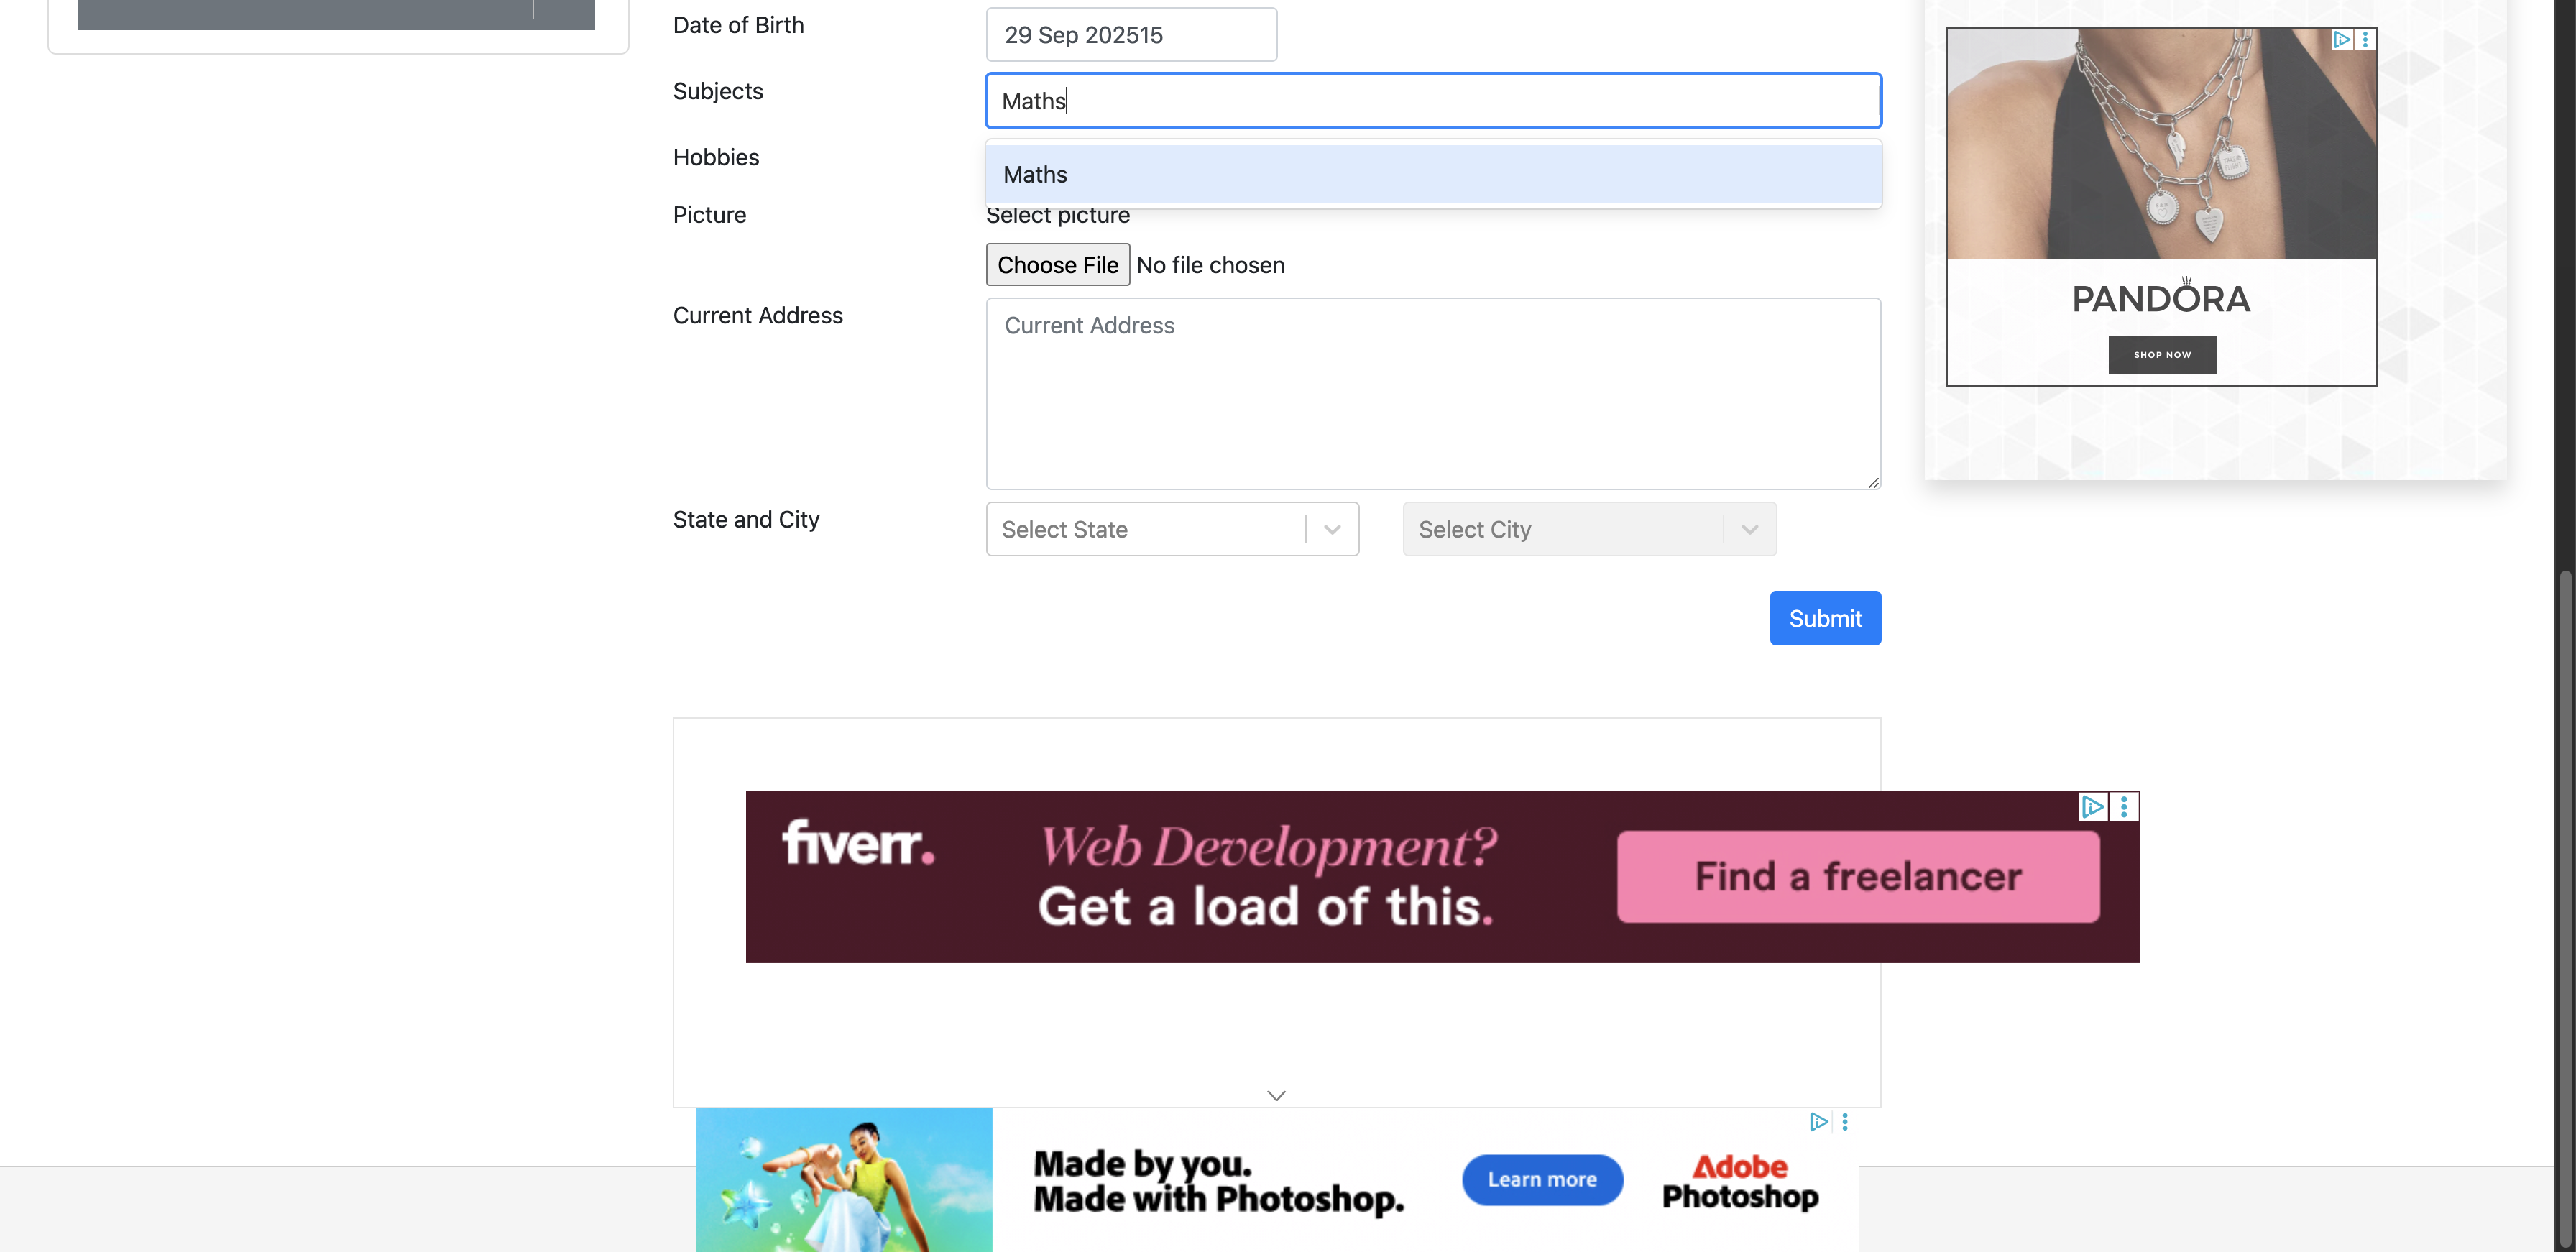 Date of Birth
29 Sep 202515
Subjects
Maths
Hobbies
Maths
Picture
Select picture
Choose File No file chosen
Current Address
Current Address
State and City
Select State
Select City
Submit
PANDORA
SHOP NOW
fiverr.
Web Development?
Get a load of this.
Find a freelancer
Made by you.
Made with Photoshop.
Learn more
Adobe
Photoshop